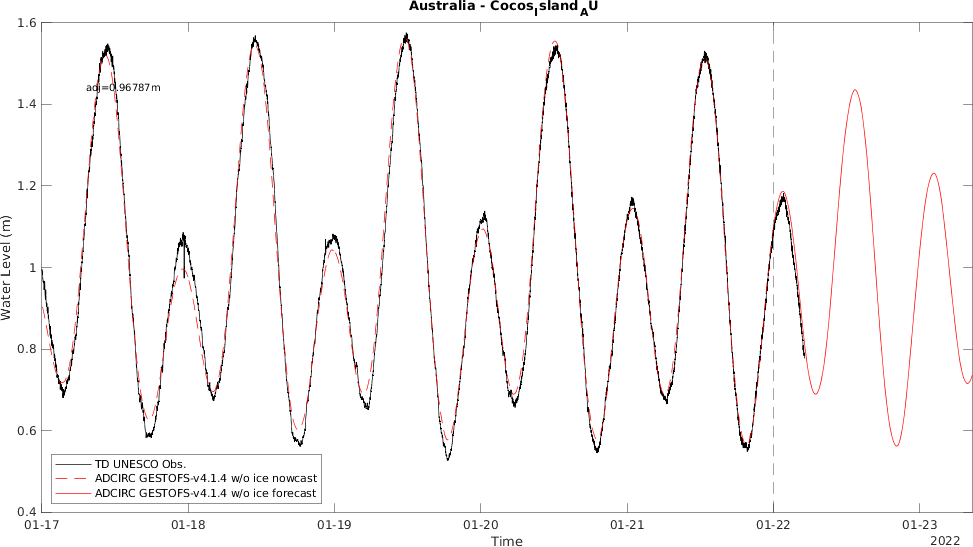 Australia - Cocos_Island_AU
1.6
adj=0.96787m
1.4
1.2
1
0.8
0.6
0.4
Water Level (m)
TD UNESCO Obs.
ADCIRC GESTOFS-v4.1.4 w/o ice nowcast
ADCIRC GESTOFS-v4.1.4 w/o ice forecast
01-17 01-18 01-19 01-20 01-21 01-22 01-23
Time
2022